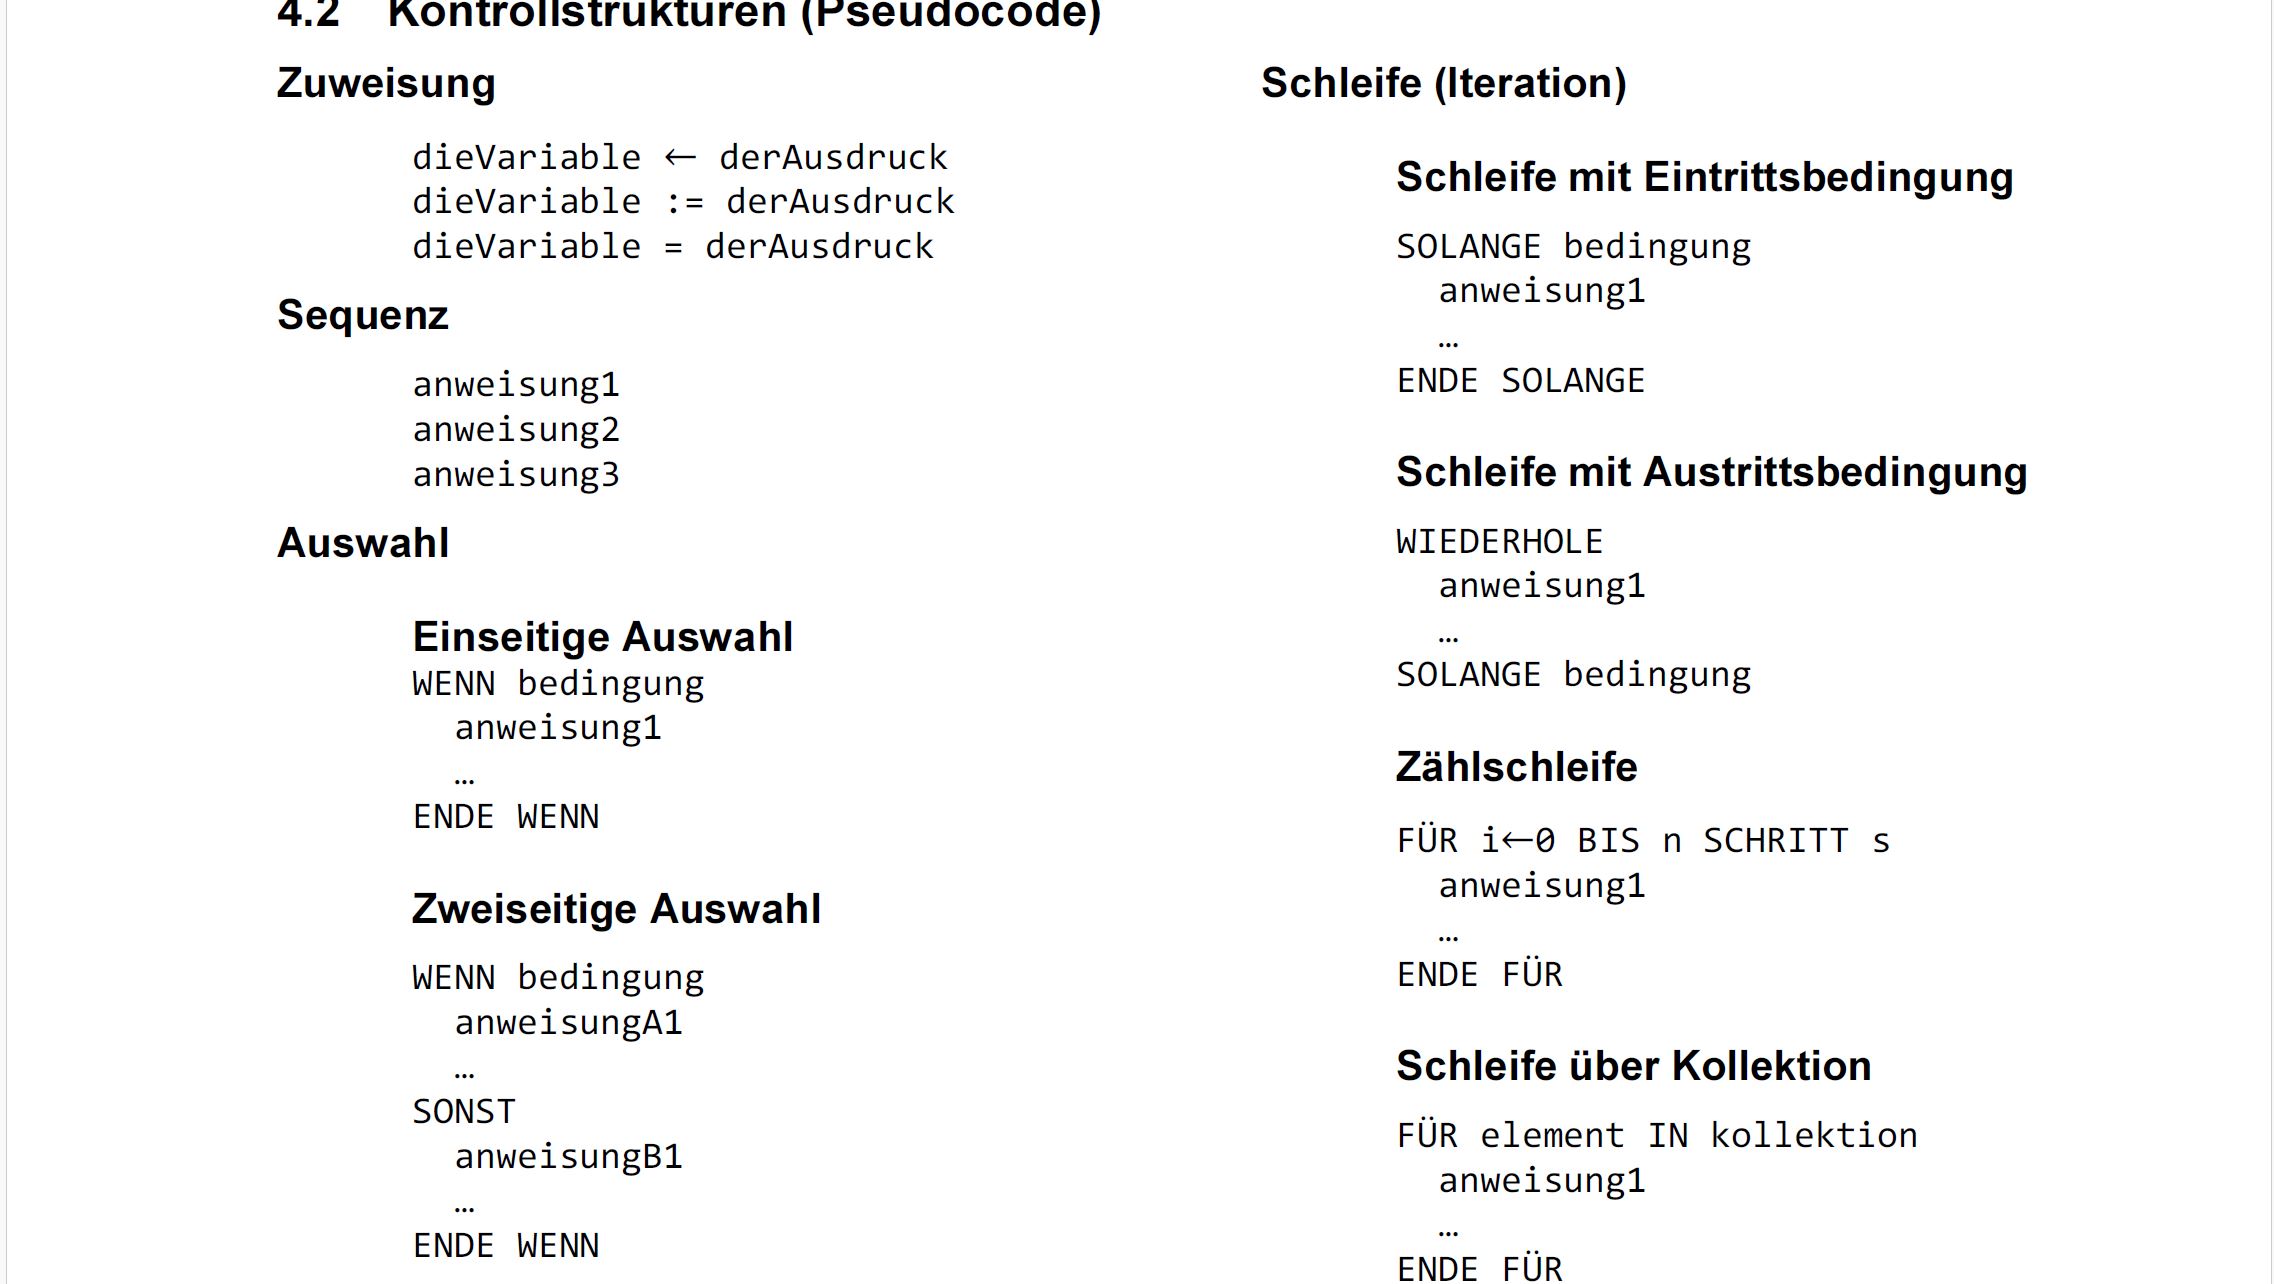 4.2 Kontrollstrukturen (Pseudocode)
Zuweisung
dieVariable ← derAusdruck
dieVariable := derAusdruck
dieVariable = derAusdruck
Sequenz
anweisung1
anweisung2
anweisung3
Auswahl
Einseitige Auswahl
WENN bedingung
anweisung1
…
ENDE WENN
Zweiseitige Auswahl
WENN bedingung
anweisungA1
…
SONST
anweisungB1
…
ENDE WENN
Schleife (Iteration)
Schleife mit Eintrittsbedingung
SOLANGE bedingung
anweisung1
…
ENDE SOLANGE
Schleife mit Austrittsbedingung
WIEDERHOLE
anweisung1
…
SOLANGE bedingung
Zählschleife
FÜR i←0 BIS n SCHRITT s
anweisung1
…
ENDE FÜR
Schleife über Kollektion
FÜR element IN kollektion
anweisung1
…
ENDE FÜR